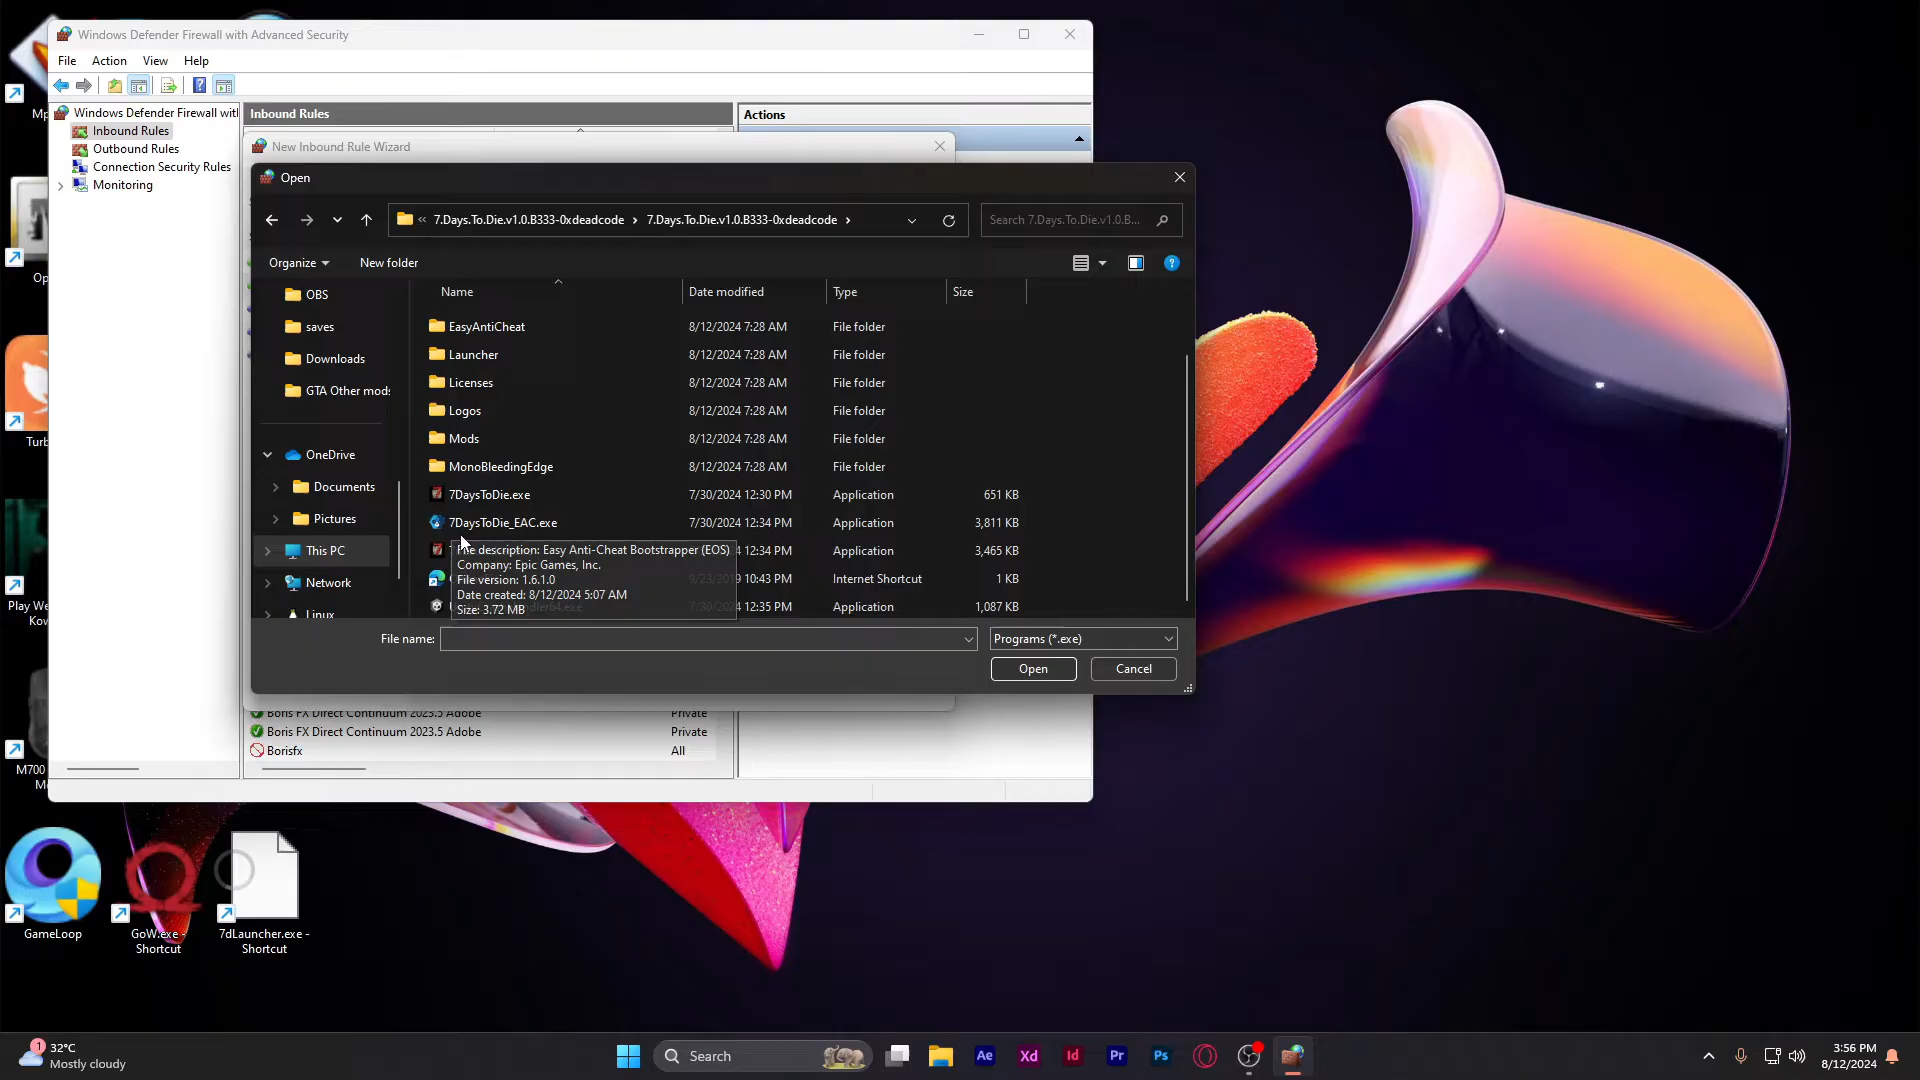 Windows Defender Firewall with Advanced Security
File Action View Help
Windows Defender Firewall wit
Inbound Rules
Outbound Rules
Connection Security Rules
Monitoring
Inbound Rules
Actions
New Inbound Rule Wizard
Open
« 7.Days.To.Die.v1.0.B333-0xdeadcode › 7.Days.To.Die.v1.0.B333-0xdeadcode ›
Search 7.Days.To.Die.v1.0.B...
Organize New folder
OBS
saves
Downloads
GTA Other mods
OneDrive
Documents
Pictures
This PC
Network
Linux
Name Date modified Type Size
EasyAntiCheat 8/12/2024 7:28 AM File folder
Launcher 8/12/2024 7:28 AM File folder
Licenses 8/12/2024 7:28 AM File folder
Logos 8/12/2024 7:28 AM File folder
Mods 8/12/2024 7:28 AM File folder
MonoBleedingEdge 8/12/2024 7:28 AM File folder
7DaysToDie.exe 7/30/2024 12:30 PM Application 651 KB
7DaysToDie_EAC.exe 7/30/2024 12:34 PM Application 3,811 KB
4 12:34 PM Application 3,465 KB
9/23/2019 10:43 PM Internet Shortcut 1 KB
7/30/2024 12:35 PM Application 1,087 KB
File description: Easy Anti-Cheat Bootstrapper (EOS)
Company: Epic Games, Inc.
File version: 1.6.1.0
Date created: 8/12/2024 5:07 AM
Size: 3.72 MB
File name:
Programs (*.exe)
Open Cancel
Boris FX Direct Continuum 2023.5 Adobe Private
Boris FX Direct Continuum 2023.5 Adobe Private
Borisfx All
Mp
Op
Turb
Play We
Kov
M700
Mo
GameLoop
GoW.exe -
Shortcut
7dLauncher.exe -
Shortcut
1
32°C
Mostly cloudy
Search
Ae
Xd
Id
Pr
Ps
3:56 PM
8/12/2024